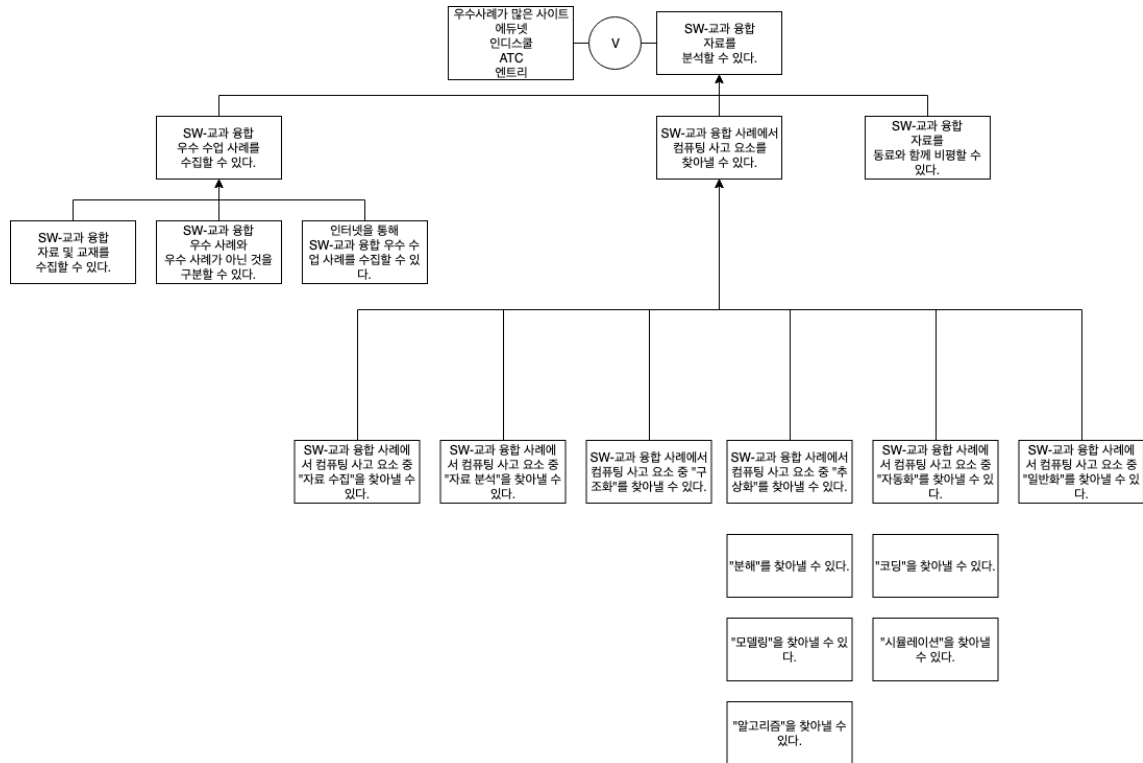 우수사례가 많은 사이트
에듀넷
인디스쿨
ATC
엔트리
V
SW-교과 융합
자료를
분석할 수 있다.
SW-교과 융합
우수 수업 사례를
수집할 수 있다.
SW-교과 융합 사례에서
컴퓨팅 사고 요소를
찾아낼 수 있다.
SW-교과 융합
자료를
동료와 함께 비평할 수
있다.
SW-교과 융합
자료 및 교재를
수집할 수 있다.
SW-교과 융합
우수 사례와
우수 사례가 아닌 것을
구분할 수 있다.
인터넷을 통해
SW-교과 융합 우수 수
업 사례를 수집할 수 있
다.
SW-교과 융합 사례에
서 컴퓨팅 사고 요소 중
"자료 수집"을 찾아낼 수
있다.
SW-교과 융합 사례에
서 컴퓨팅 사고 요소 중
"자료 분석"을 찾아낼 수
있다.
SW-교과 융합 사례에서
컴퓨팅 사고 요소 중 "구
조화"를 찾아낼 수 있다.
SW-교과 융합 사례에서
컴퓨팅 사고 요소 중 "추
상화"를 찾아낼 수 있다.
SW-교과 융합 사례에
서 컴퓨팅 사고 요소 중
"자동화"를 찾아낼 수 있
다.
SW-교과 융합 사례에
서 컴퓨팅 사고 요소 중
"일반화"를 찾아낼 수 있
다.
"분해"를 찾아낼 수 있다.
"코딩"을 찾아낼 수 있다.
"모델링"을 찾아낼 수 있
다.
"시뮬레이션"을 찾아낼
수 있다.
"알고리즘"을 찾아낼 수
있다.